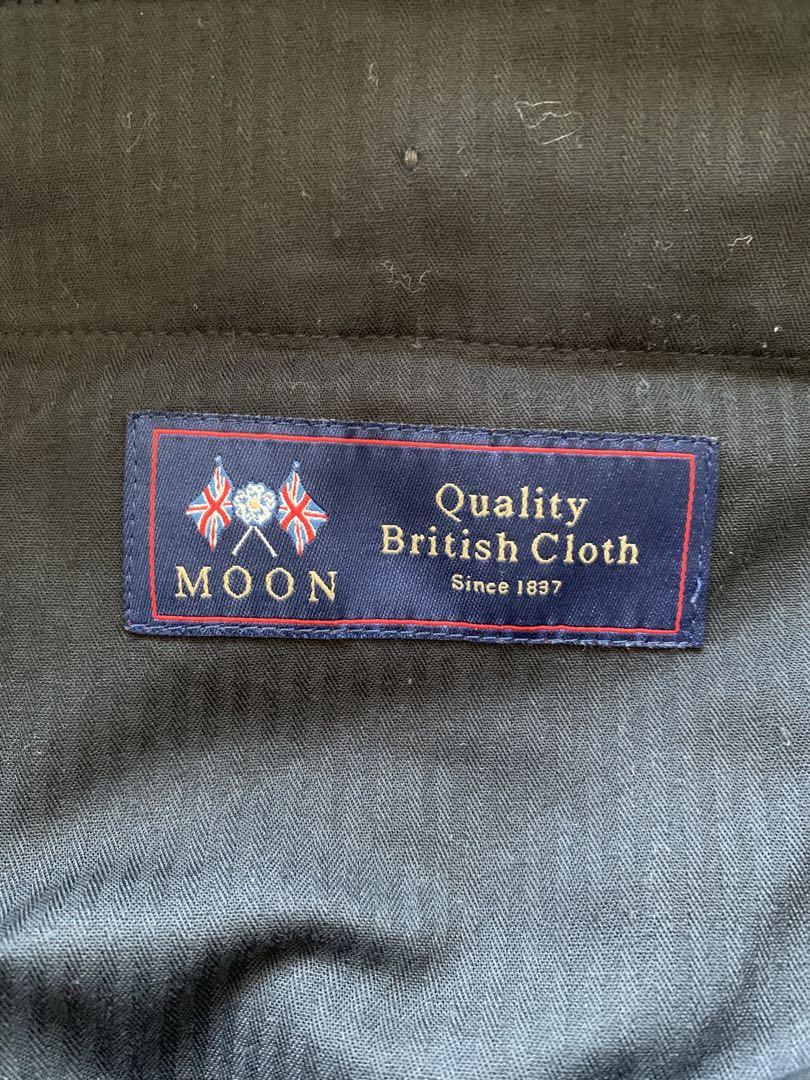 MOON
Quality
British Cloth
Since 1837